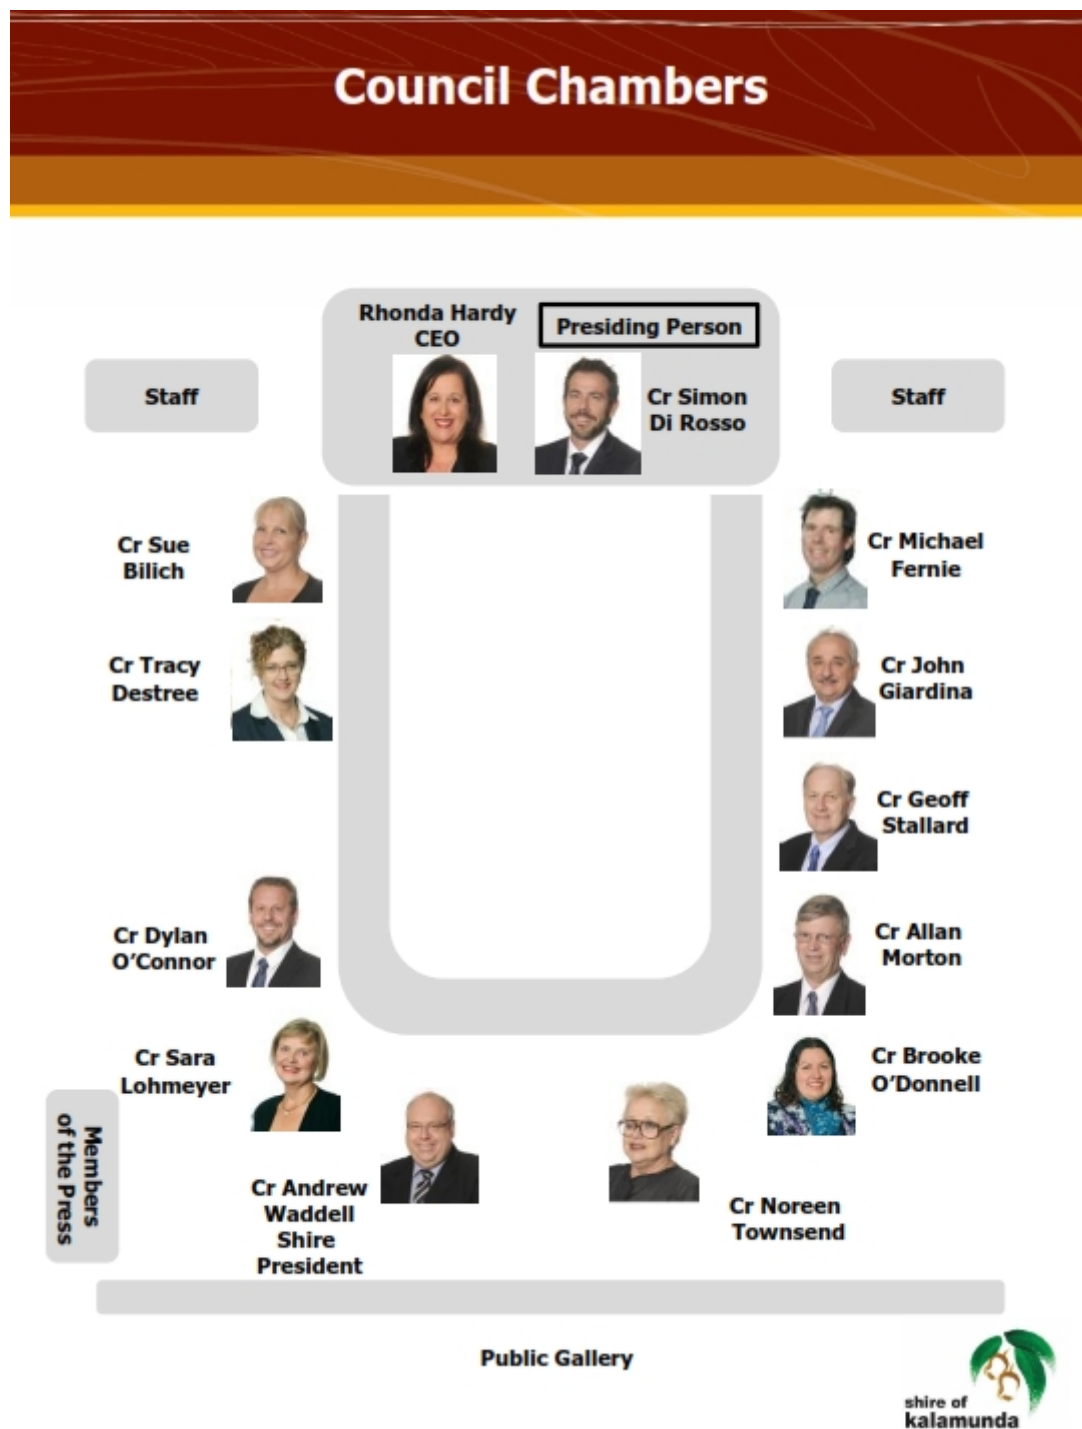 Council Chambers
Rhonda Hardy
CEO
Presiding Person
Cr Simon
Di Rosso
Staff
Staff
Cr Sue
Bilich
Cr Michael
Fernie
Cr Tracy
Destree
Cr John
Giardina
Cr Geoff
Stallard
Cr Dylan
O'Connor
Cr Allan
Morton
Cr Sara
Lohmeyer
Cr Brooke
O'Donnell
Members
of the Press
Cr Andrew
Waddell
Shire
President
Cr Noreen
Townsend
Public Gallery
shire of
kalamunda